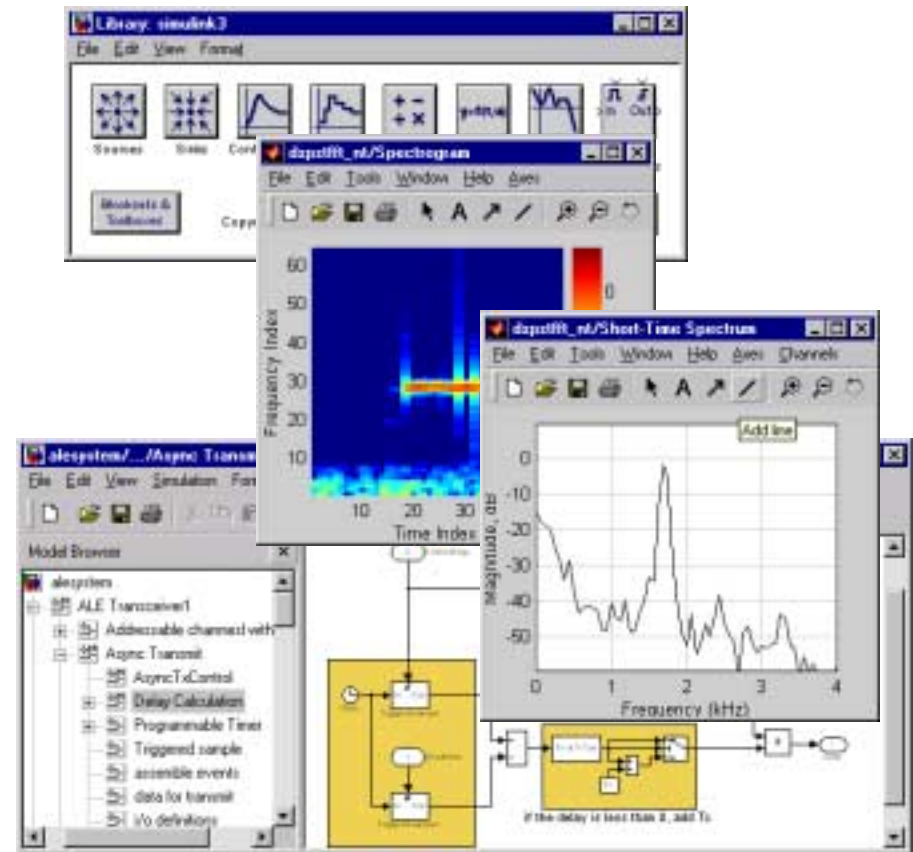 Library: simulink3
File Edit View Format
Sources Sinks
Blocksets & Toolboxes
dspstfft_nt/Spectrogram
File Edit Tools Window Help Axes
A
60
50
40
30
20
10
Frequency Index
10 20 30
Time Index
0
dspstfft_nt/Short-Time Spectrum
File Edit Tools Window Help Axes Channels
A
Add line
0
-10
-20
-30
-40
-50
Magnitude, dB
0 1 2 3 4
Frequency (kHz)
alesystem/.../Async Transm
File Edit View Simulation For
Model Browser
alesystem
ALE Transceiver1
Addressable channel with
Async Transmit
AsyncTxControl
Delay Calculation
Programmable Timer
Triggered sample
assemble events
data for transmit
i/o definitions
if the delay is less than 0, add Ts